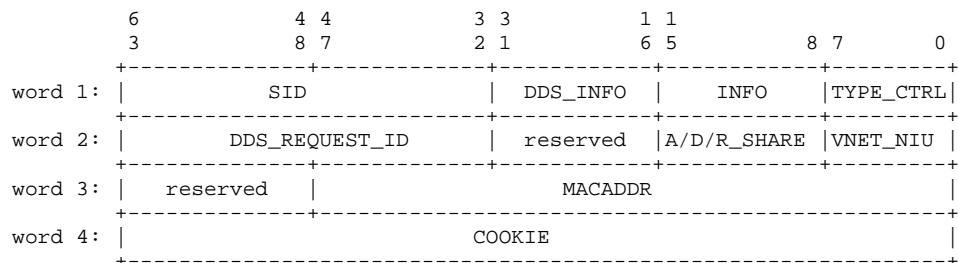 6 4 4 3 3 1 1
3 8 7 2 1 6 5 8 7 0
+--------------+-------------+------------+------------+---------+
word 1: | SID | DDS_INFO | INFO |TYPE_CTRL|
+--------------+-------------+------------+------------+---------+
word 2: | DDS_REQUEST_ID | reserved |A/D/R_SHARE |VNET_NIU |
+--------------+-------------+------------+------------+---------+
word 3: | reserved | MACADDR |
+--------------+-------------------------------------------------+
word 4: | COOKIE |
+----------------------------------------------------------------+